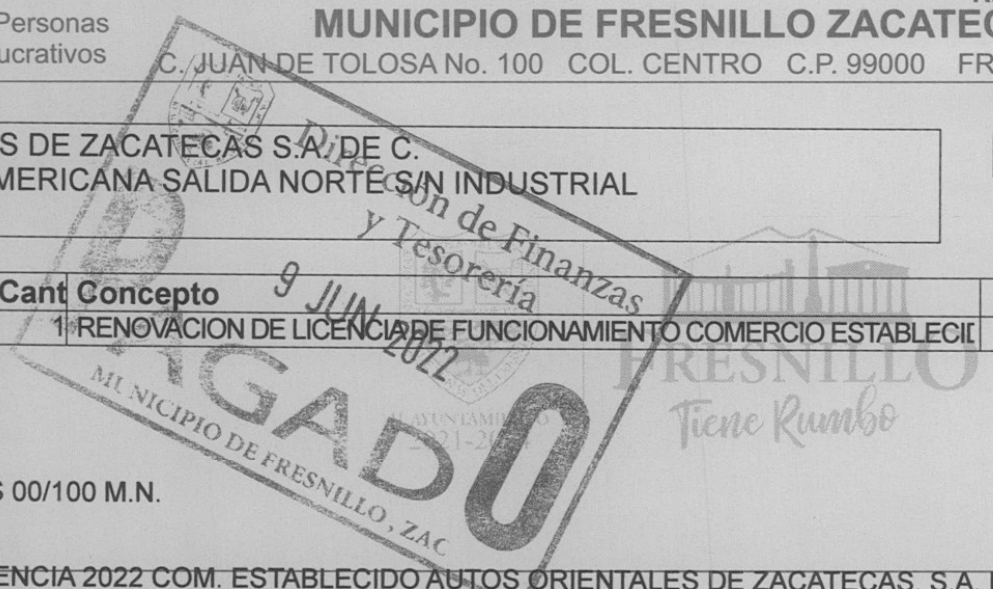 Personas
ucrativos
MUNICIPIO DE FRESNILLO ZACATEC
C. JUAN DE TOLOSA No. 100 COL. CENTRO C.P. 99000 FR
S DE ZACATECAS S.A. DE C.
MERICANA SALIDA NORTE S/N INDUSTRIAL
Dirección de Finanzas
y Tesorería
9 JUN 2022
Cant Concepto
1 RENOVACION DE LICENCIA DE FUNCIONAMIENTO COMERCIO ESTABLECID
PAGADO
MUNICIPIO DE FRESNILLO, ZAC
FRESNILLO
Tiene Rumbo
S 00/100 M.N.
ENCIA 2022 COM. ESTABLECIDO AUTOS ORIENTALES DE ZACATECAS, S.A.